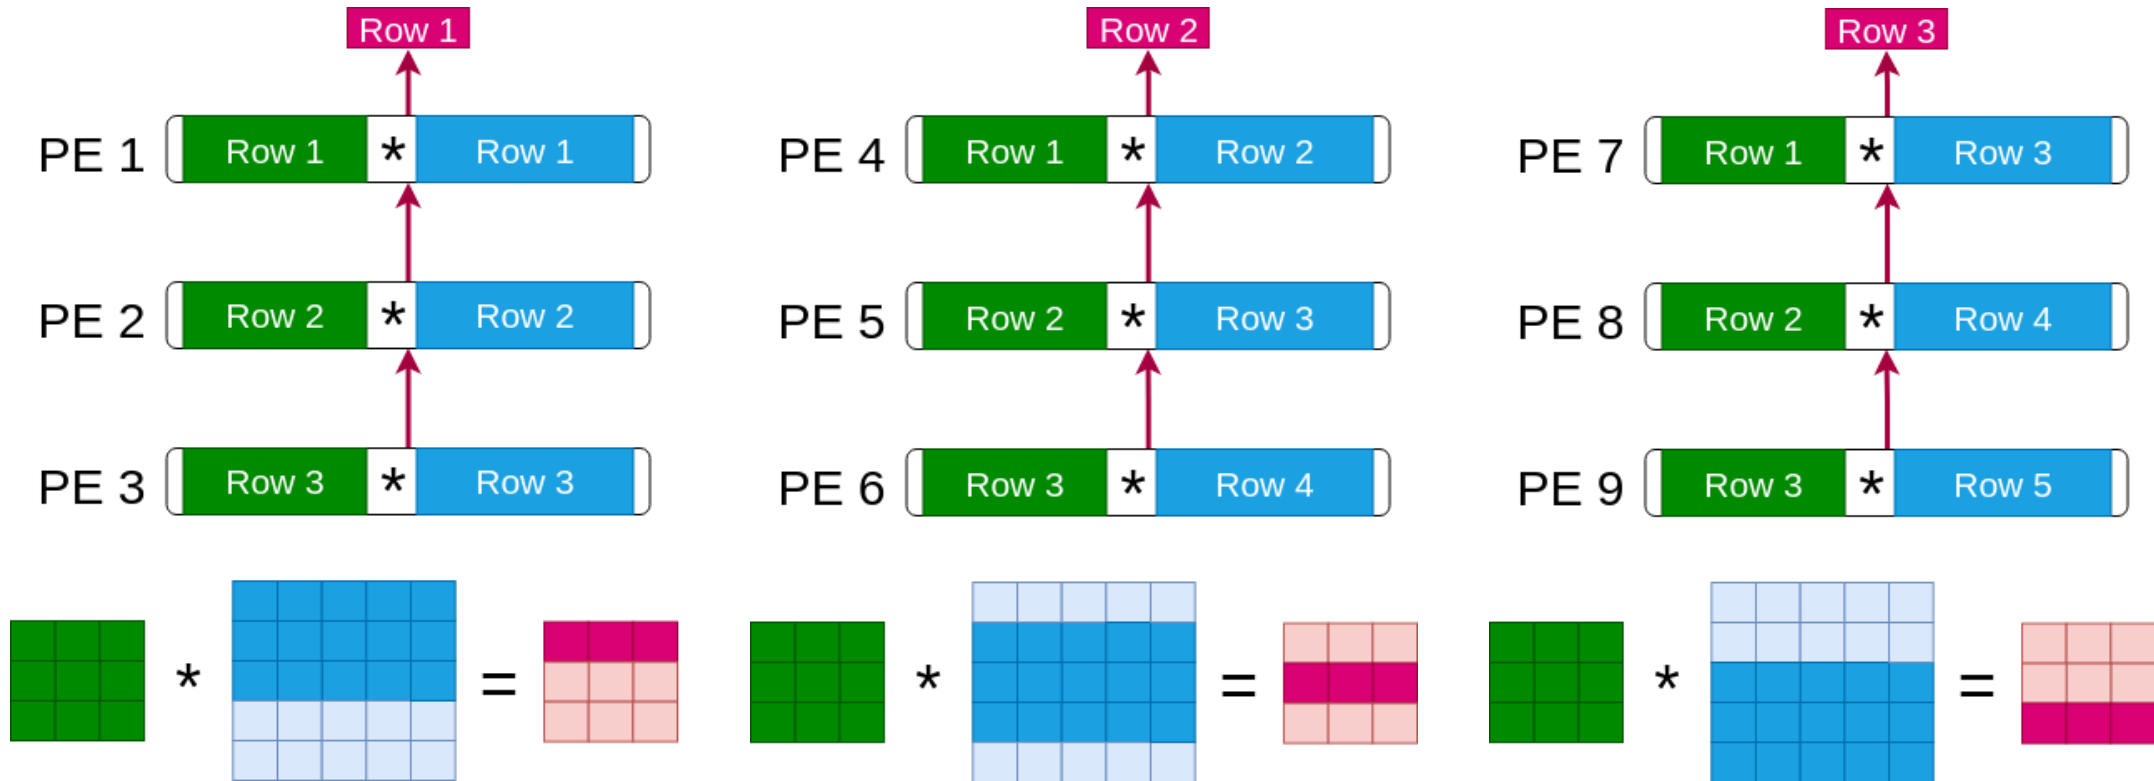 Row 1 Row 2 Row 3
PE 1 Row 1 * Row 1 PE 4 Row 1 * Row 2 PE 7 Row 1 * Row 3
PE 2 Row 2 * Row 2 PE 5 Row 2 * Row 3 PE 8 Row 2 * Row 4
PE 3 Row 3 * Row 3 PE 6 Row 3 * Row 4 PE 9 Row 3 * Row 5
* = * = * =